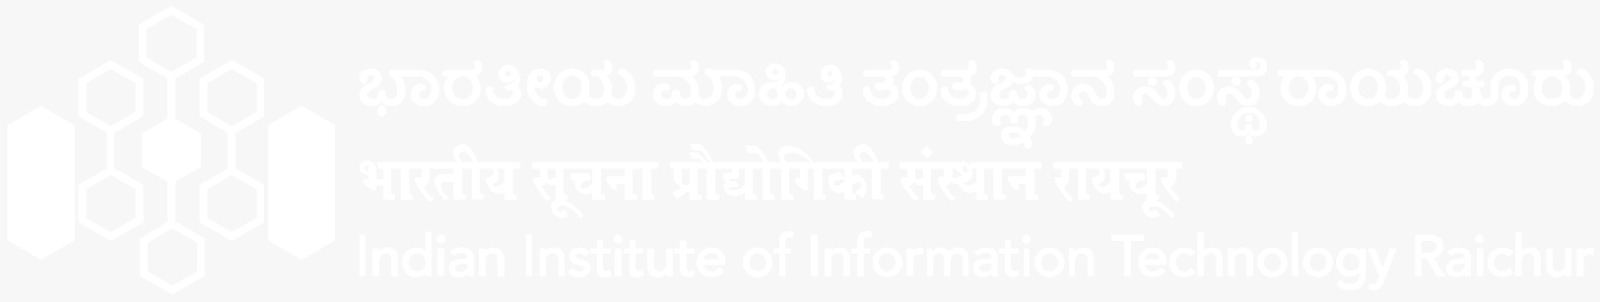 ಭಾರತೀಯ ಮಾಹಿತಿ ತಂತ್ರಜ್ಞಾನ ಸಂಸ್ಥೆ ರಾಯಚೂರು
भारतीय सूचना प्रौद्योगिकी संस्थान रायचूर
Indian Institute of Information Technology Raichur